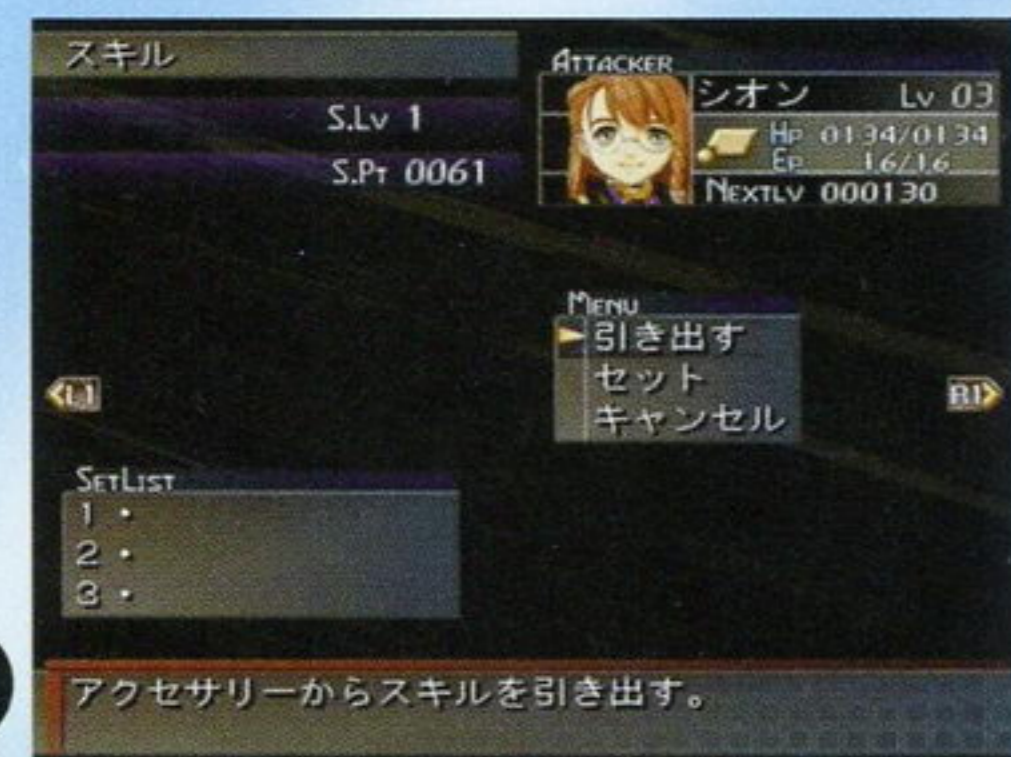 スキル
S.Lv 1
S.Pt 0061
ATTACKER
シオン Lv 03
Hp 0134/0134
Ep 16/16
NEXTLV 000130
MENU
引き出す
セット
キャンセル
L1
R1
SETLIST
1 ・
2 ・
3 ・
アクセサリーからスキルを引き出す。